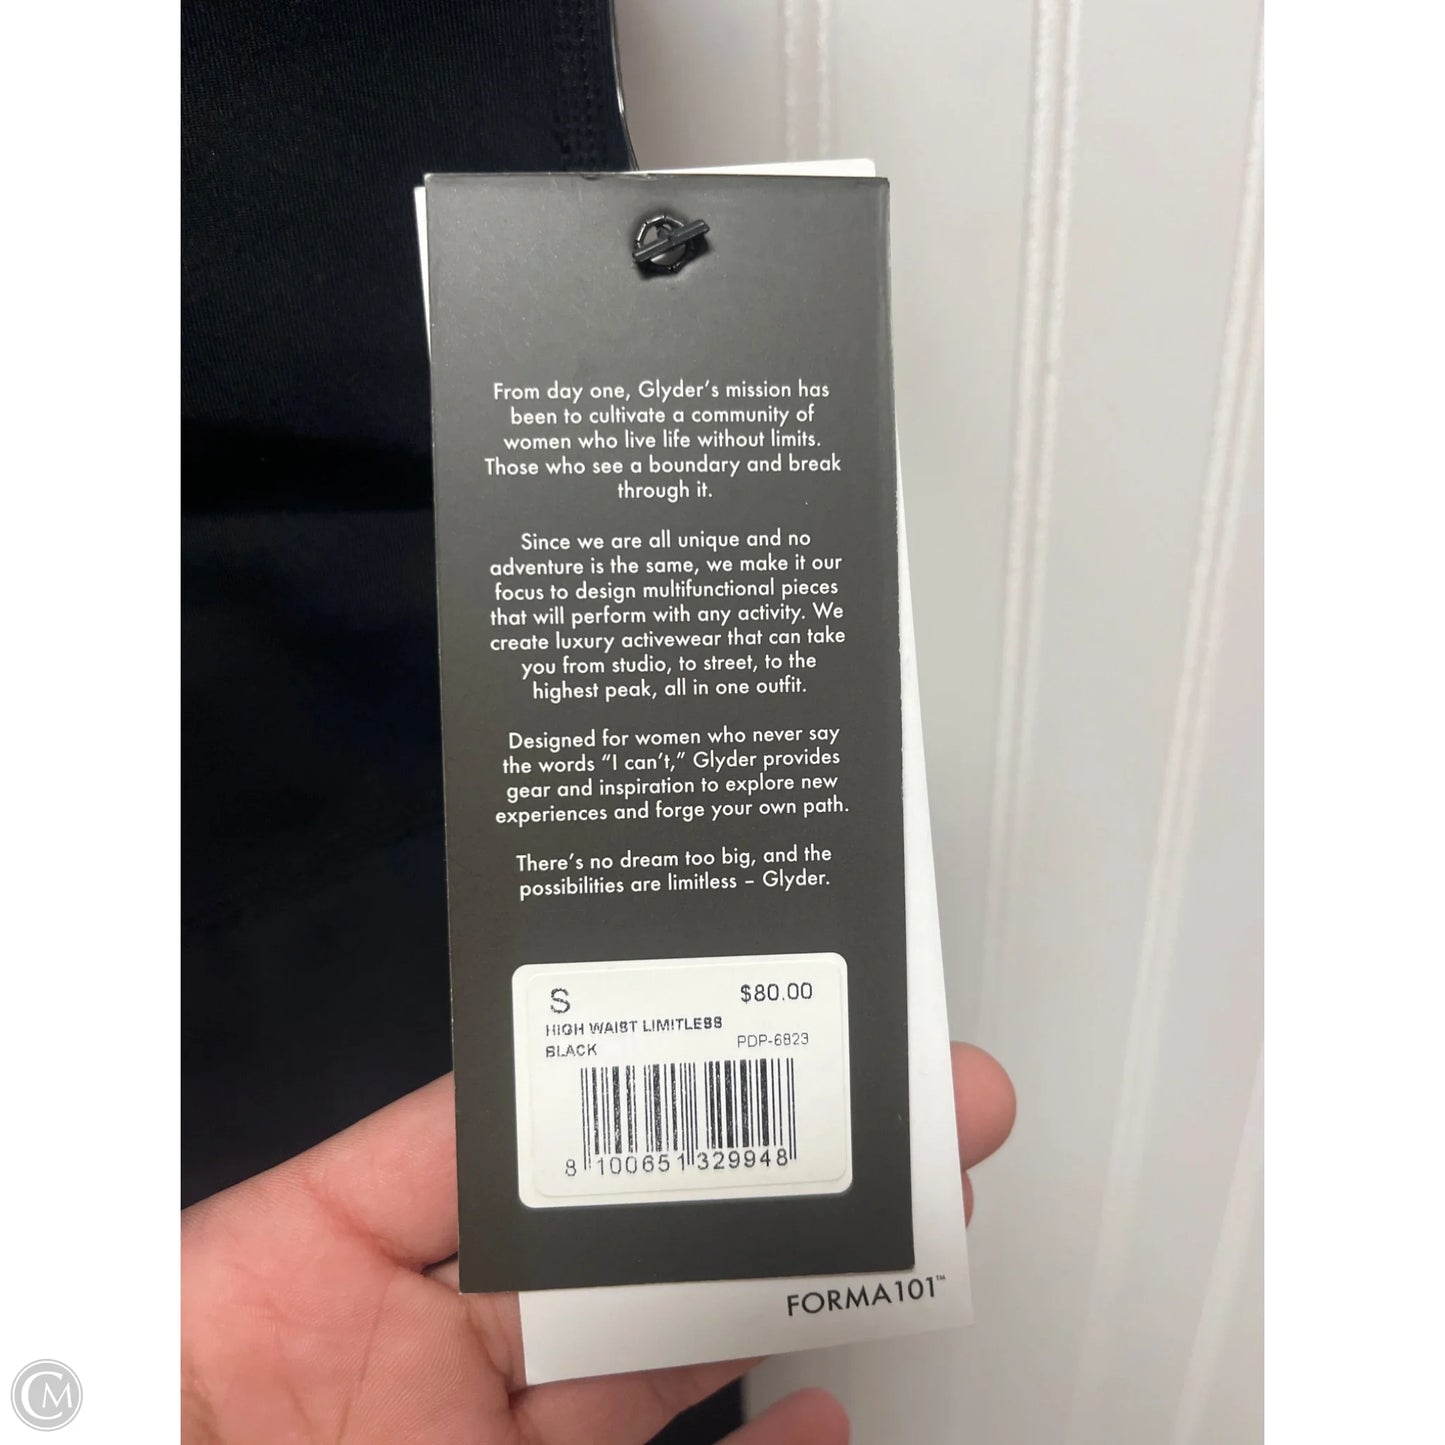 From day one, Glyder's mission has
been to cultivate a community of
women who live life without limits.
Those who see a boundary and break
through it.
Since we are all unique and no
adventure is the same, we make it our
focus to design multifunctional pieces
that will perform with any activity. We
create luxury activewear that can take
you from studio, to street, to the
highest peak, all in one outfit.
Designed for women who never say
the words “I can't,” Glyder provides
gear and inspiration to explore new
experiences and forge your own path.
There's no dream too big, and the
possibilities are limitless – Glyder.
S $80.00
HIGH WAIST LIMITLESS
BLACK PDP-6823
8 100651 329948
FORMA101™
CM